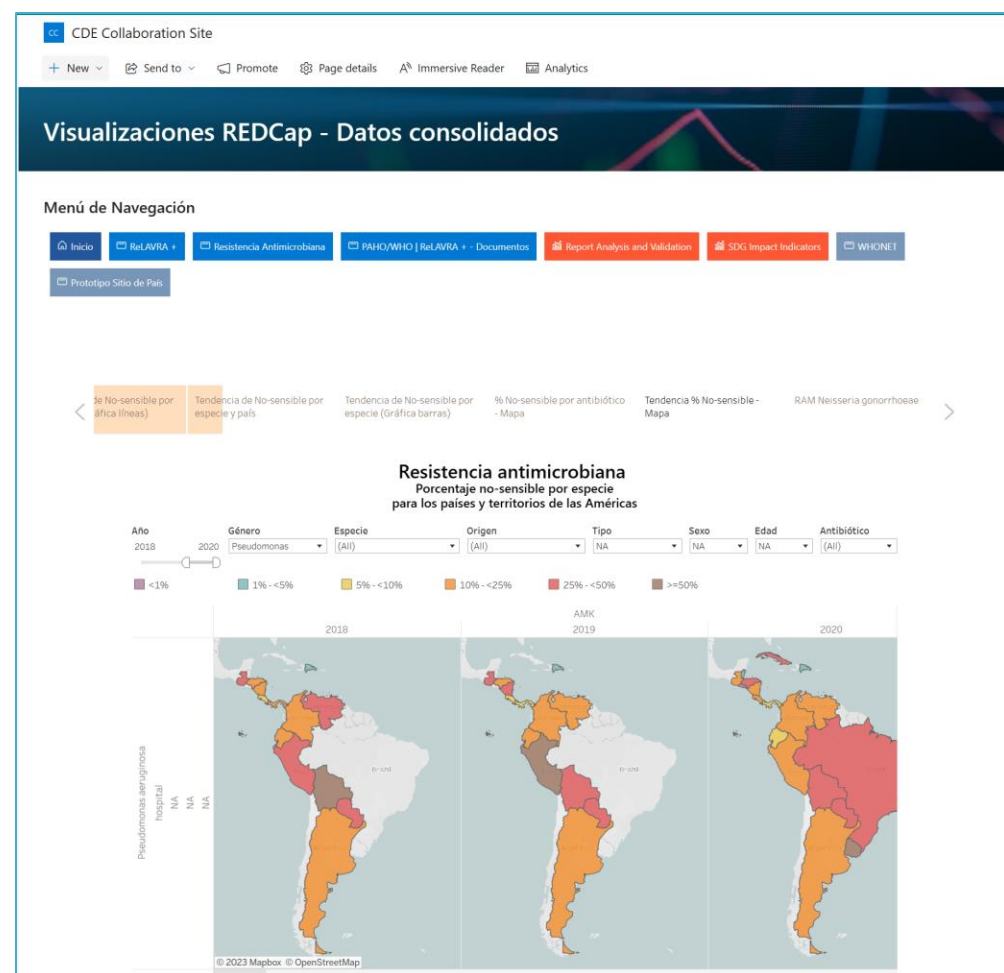 CC CDE Collaboration Site
+ New Send to Promote Page details Immersive Reader Analytics
Visualizaciones REDCap - Datos consolidados
Menú de Navegación
Inicio ReLAVRA + Resistencia Antimicrobiana PAHO/WHO | ReLAVRA + - Documentos Report Analysis and Validation SDG Impact Indicators WHONET
Prototipo Sitio de País
de No-sensible por
áfica líneas)
Tendencia de No-sensible por
especie y país
Tendencia de No-sensible por
especie (Gráfica barras)
% No-sensible por antibiótico
- Mapa
Tendencia % No-sensible -
Mapa
RAM Neisseria gonorrhoeae
Resistencia antimicrobiana
Porcentaje no-sensible por especie
para los países y territorios de las Américas
Año Género Especie Origen Tipo Sexo Edad Antibiótico
2018 2020 Pseudomonas (All) (All) NA NA NA (All)
<1% 1% - <5% 5% - <10% 10% - <25% 25% - <50% >=50%
AMK
2018 2019 2020
Pseudomonas aeruginosa
hospital
NA
NA
NA
© 2023 Mapbox © OpenStreetMap